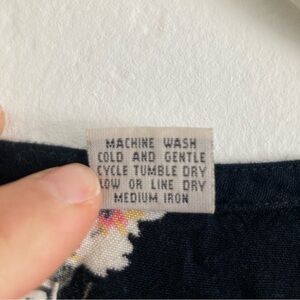 MACHINE WASH
COLD AND GENTLE
CYCLE TUMBLE DRY
LOW OR LINE DRY
MEDIUM IRON